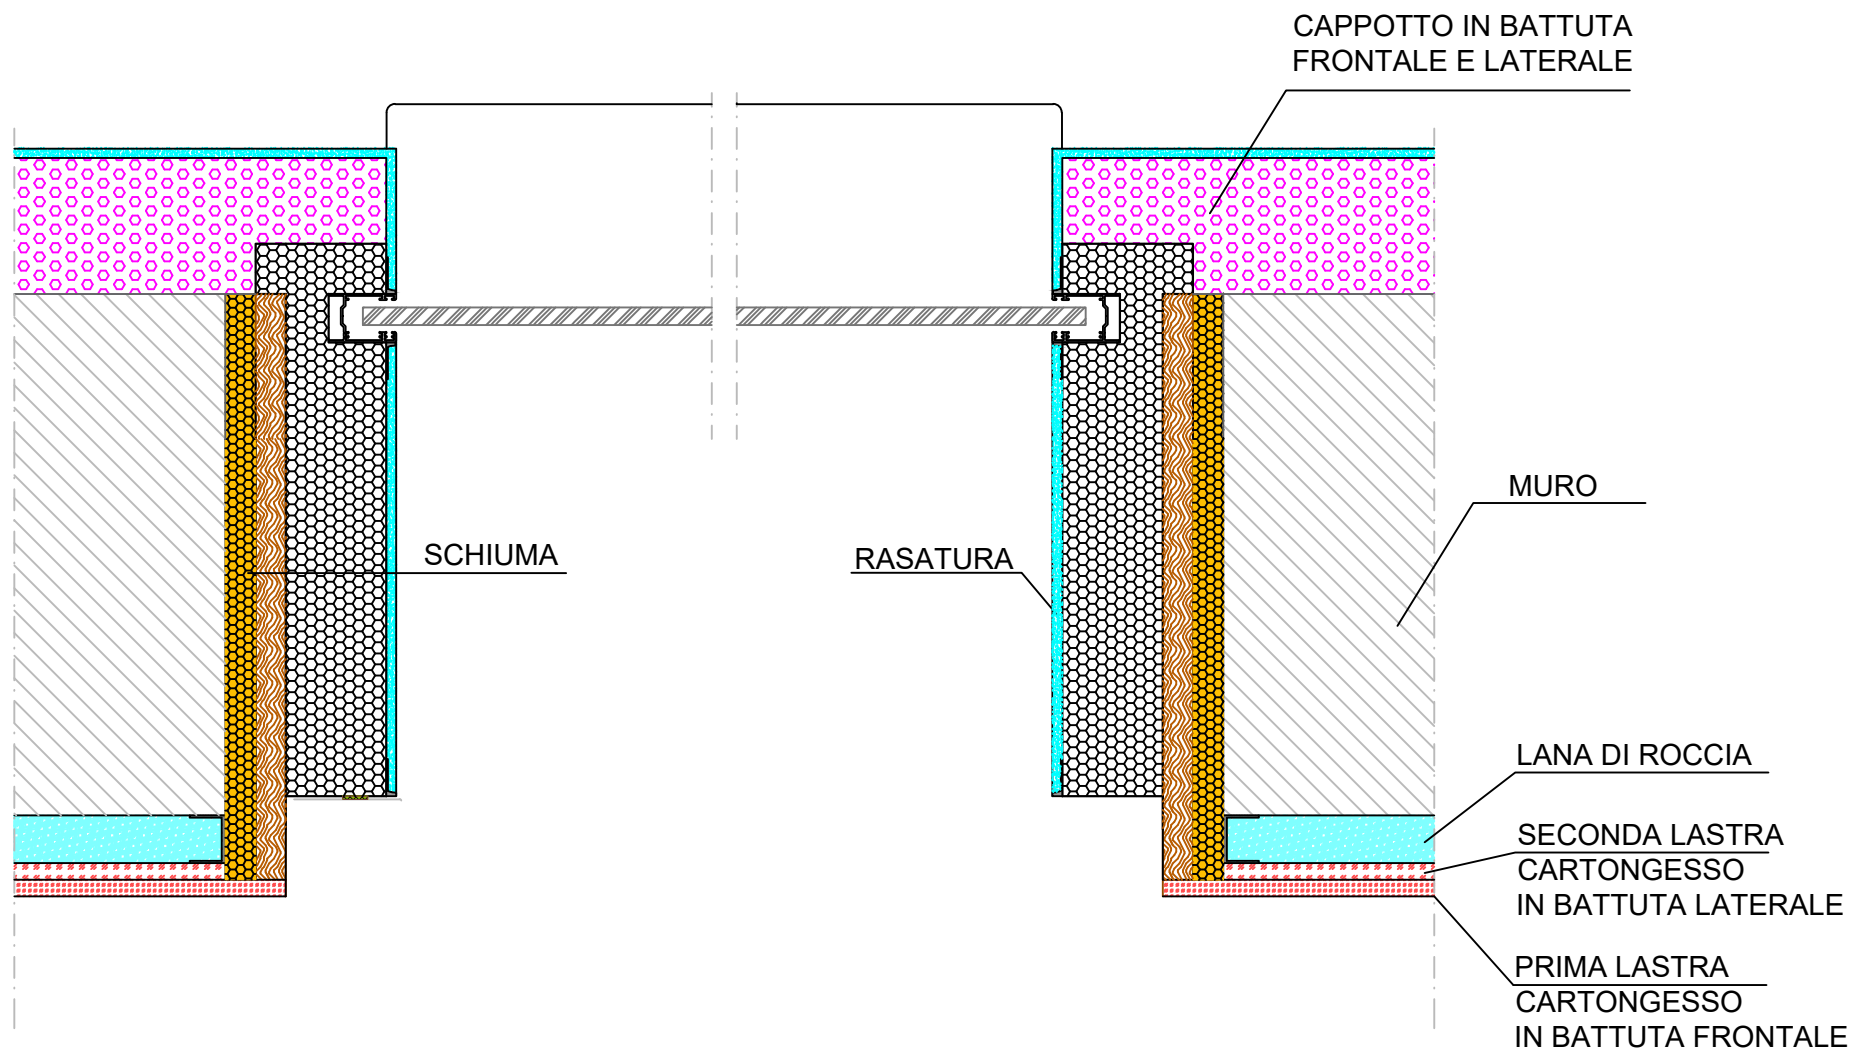 CAPPOTTO IN BATTUTA
FRONTALE E LATERALE
MURO
SCHIUMA
RASATURA
LANA DI ROCCIA
SECONDA LASTRA
CARTONGESSO
IN BATTUTA LATERALE
PRIMA LASTRA
CARTONGESSO
IN BATTUTA FRONTALE